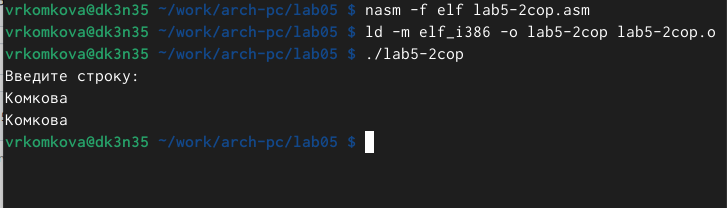 vrkomkova@dk3n35 ~/work/arch-pc/lab05 $ nasm -f elf lab5-2cop.asm
vrkomkova@dk3n35 ~/work/arch-pc/lab05 $ ld -m elf_i386 -o lab5-2cop lab5-2cop.o
vrkomkova@dk3n35 ~/work/arch-pc/lab05 $ ./lab5-2cop
Введите строку:
Комкова
Комкова
vrkomkova@dk3n35 ~/work/arch-pc/lab05 $